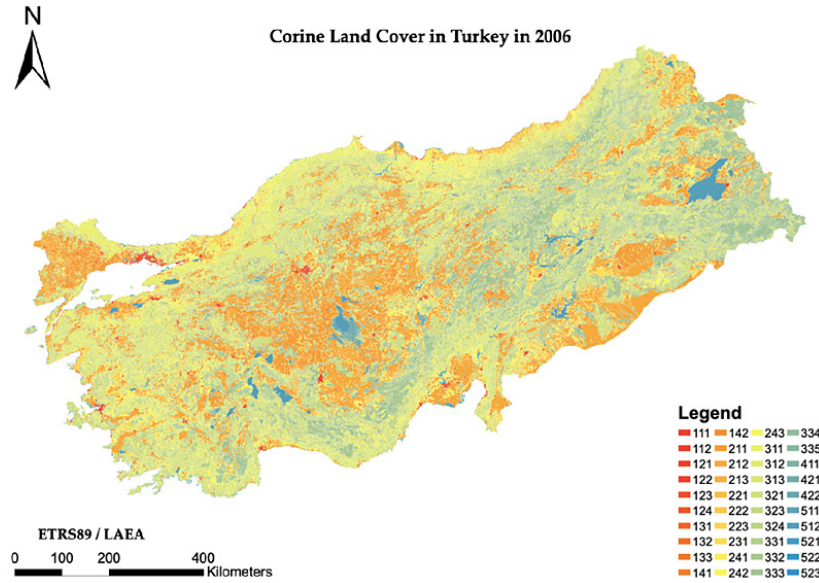 N
Corine Land Cover in Turkey in 2006
Legend
111 142 243 334
112 211 311 335
121 212 312 411
122 213 313 421
123 221 321 422
124 222 323 511
131 223 324 512
132 231 331 521
133 241 332 522
141 242 333 523
ETRS89 / LAEA
0 100 200 400
Kilometers